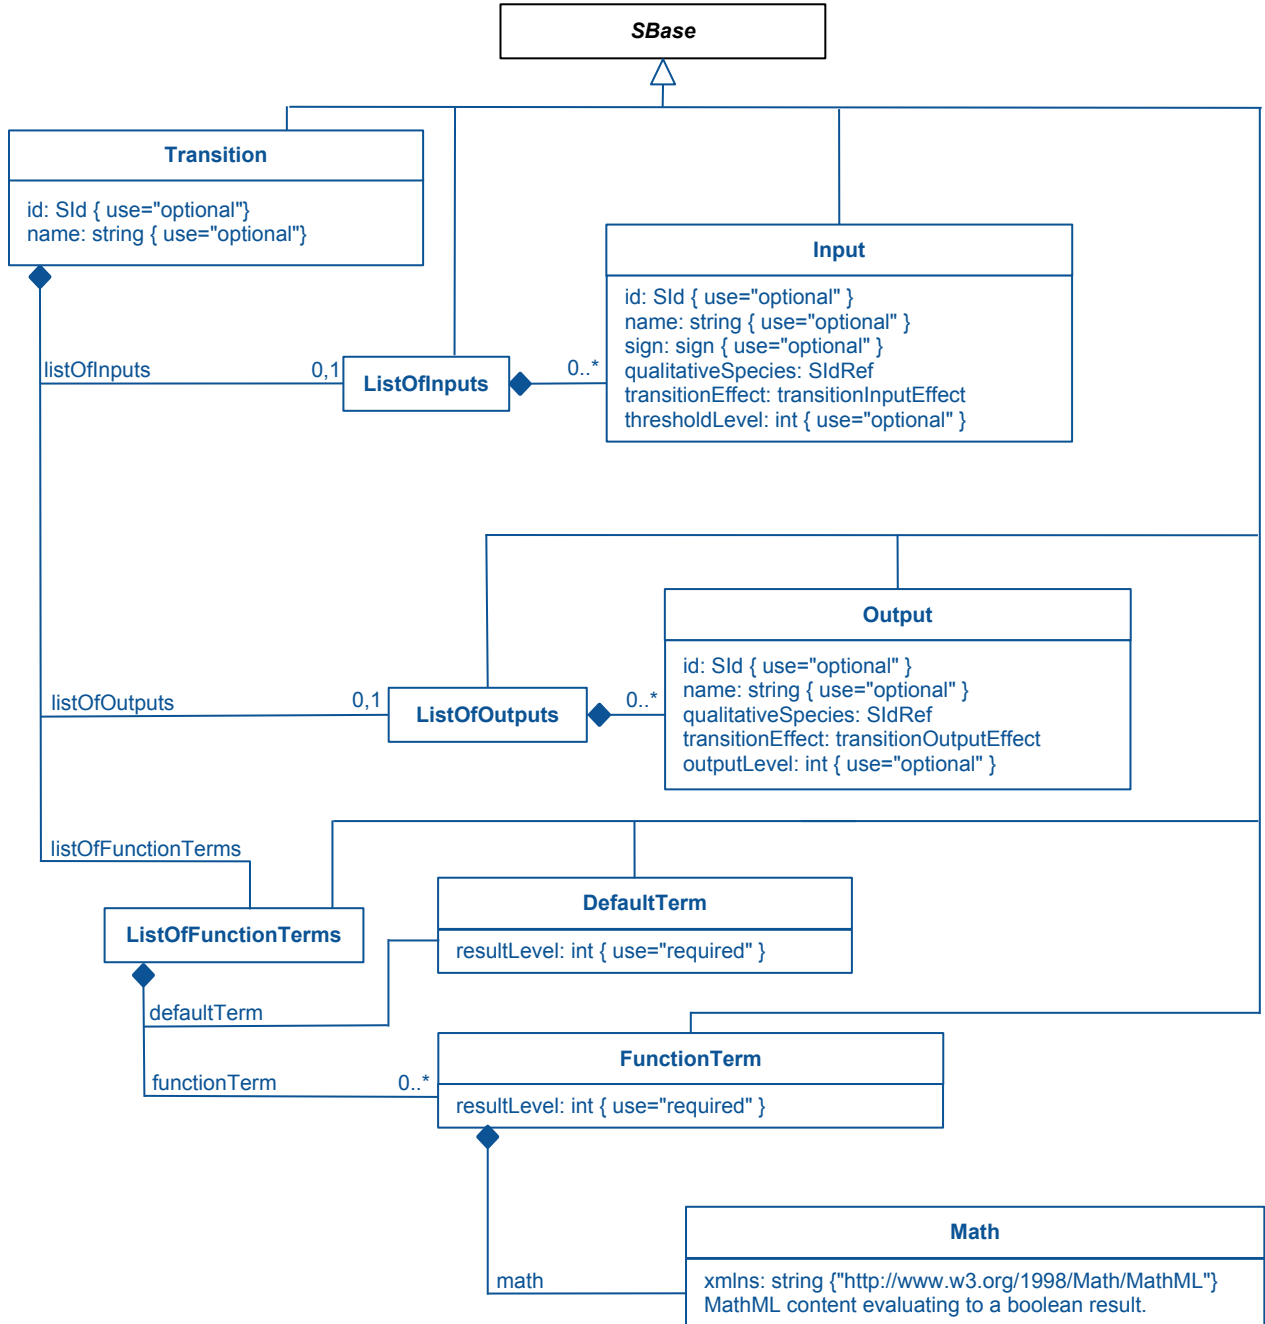 SBase
Transition
id: SId { use="optional"}
name: string { use="optional"}
Input
id: SId { use="optional" }
name: string { use="optional" }
sign: sign { use="optional" }
qualitativeSpecies: SIdRef
transitionEffect: transitionInputEffect
thresholdLevel: int { use="optional" }
listOfInputs
0,1
ListOfInputs
0..*
Output
id: SId { use="optional" }
name: string { use="optional" }
qualitativeSpecies: SIdRef
transitionEffect: transitionOutputEffect
outputLevel: int { use="optional" }
listOfOutputs
0,1
ListOfOutputs
0..*
listOfFunctionTerms
ListOfFunctionTerms
DefaultTerm
resultLevel: int { use="required" }
defaultTerm
FunctionTerm
resultLevel: int { use="required" }
functionTerm
0..*
Math
xmlns: string {"http://www.w3.org/1998/Math/MathML"}
MathML content evaluating to a boolean result.
math